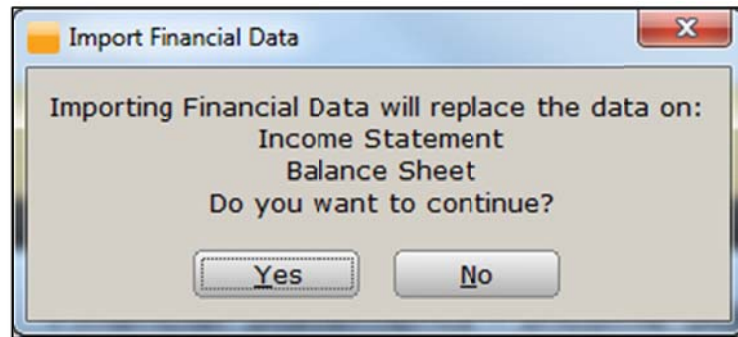 Import Financial Data
Importing Financial Data will replace the data on:
Income Statement
Balance Sheet
Do you want to continue?
Yes No